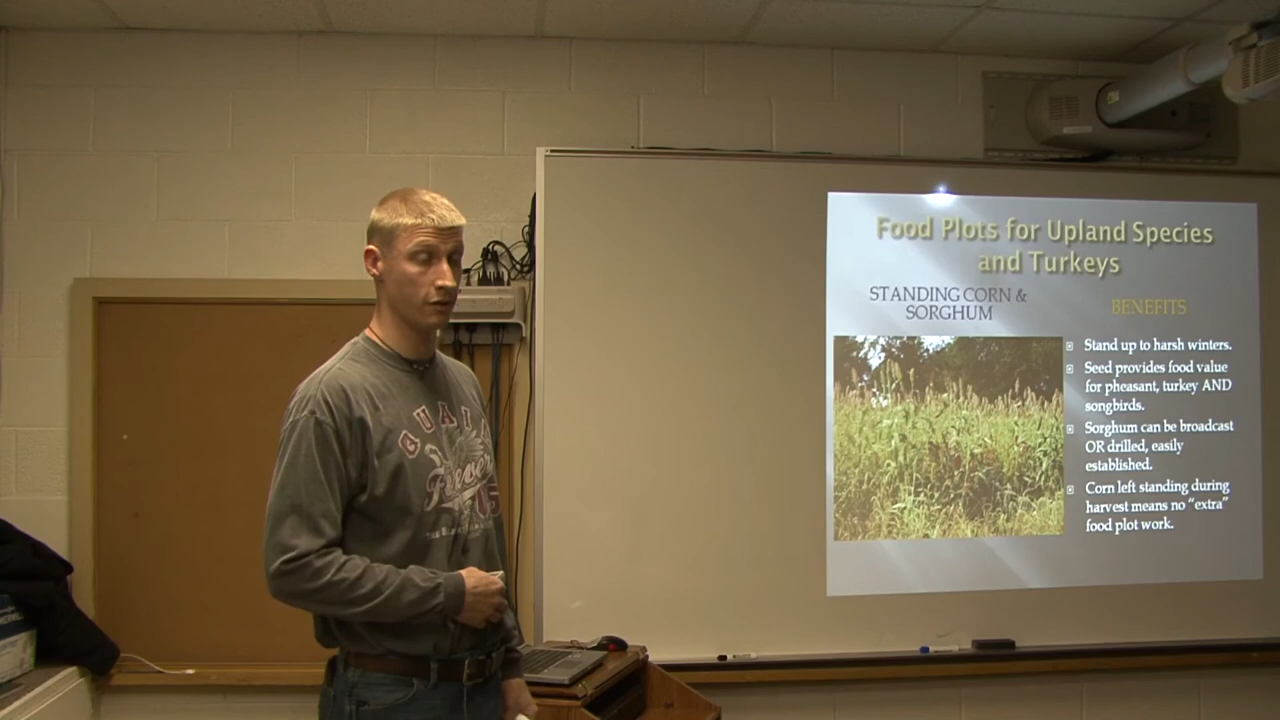 Food Plots for Upland Species
and Turkeys
STANDING CORN &
SORGHUM
BENEFITS
Stand up to harsh winters.
Seed provides food value
for pheasant, turkey AND
songbirds.
Sorghum can be broadcast
OR drilled, easily
established.
Corn left standing during
harvest means no "extra"
food plot work.
QUAIL
Forever
05